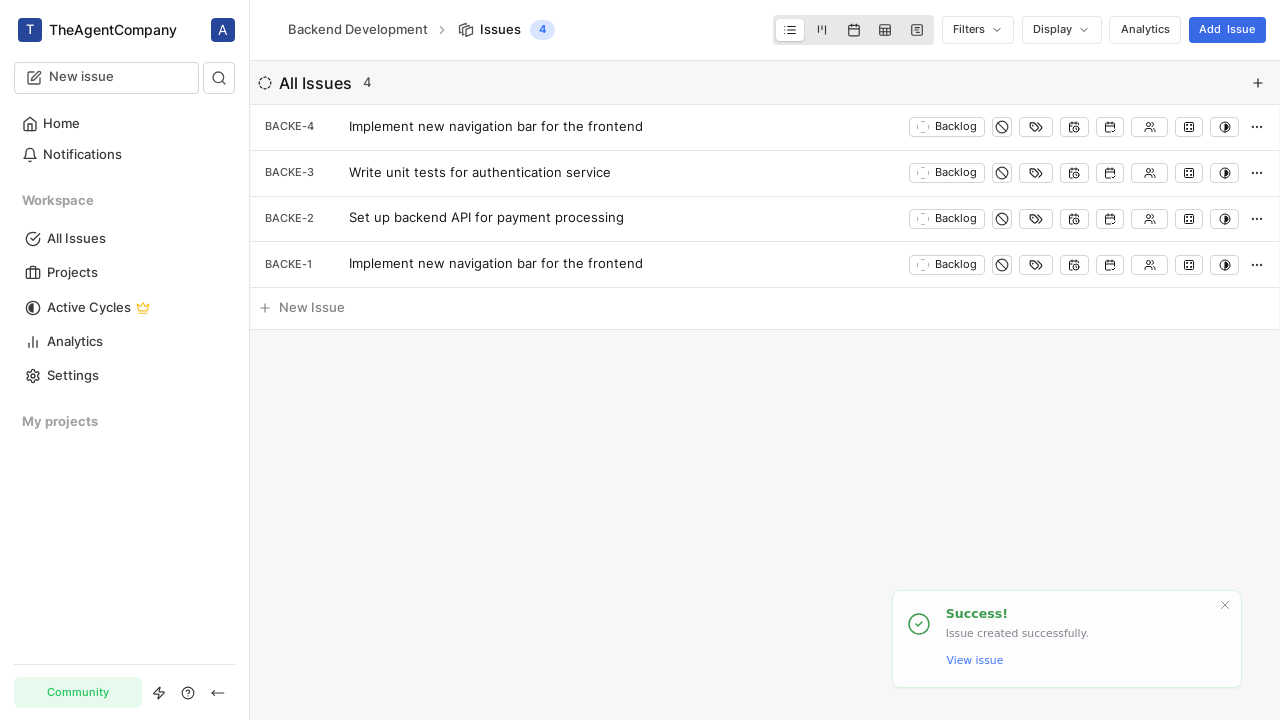 T TheAgentCompany A
New issue
Home
Notifications
Workspace
All Issues
Projects
Active Cycles
Analytics
Settings
My projects
Community
Backend Development Issues 4
Filters Display Analytics Add Issue
All Issues 4
BACKE-4 Implement new navigation bar for the frontend Backlog
BACKE-3 Write unit tests for authentication service Backlog
BACKE-2 Set up backend API for payment processing Backlog
BACKE-1 Implement new navigation bar for the frontend Backlog
New Issue
Success!
Issue created successfully.
View issue